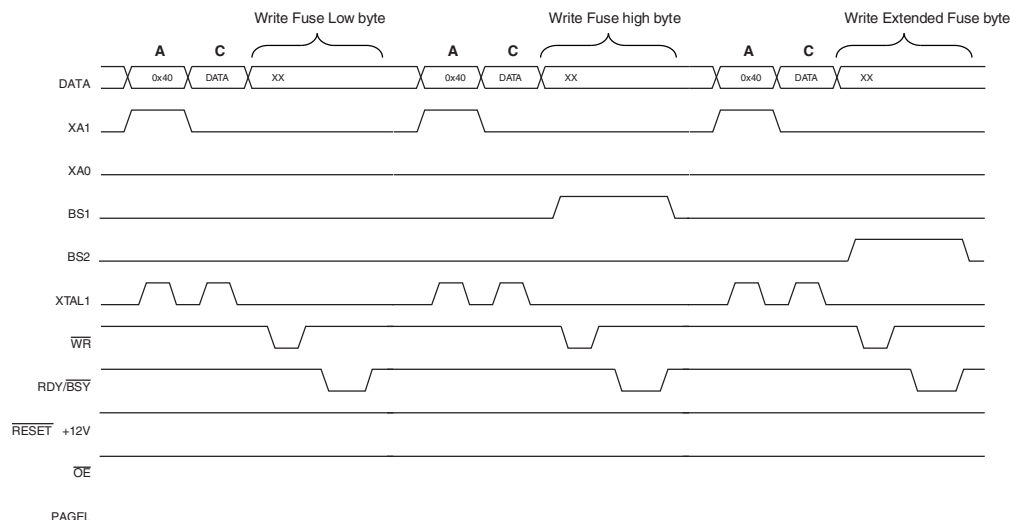 Write Fuse Low byte Write Fuse high byte Write Extended Fuse byte
A C A C A C
DATA 0x40 DATA XX 0x40 DATA XX 0x40 DATA XX
XA1
XA0
BS1
BS2
XTAL1
WR
RDY/BSY
RESET +12V
OE
PAGEL